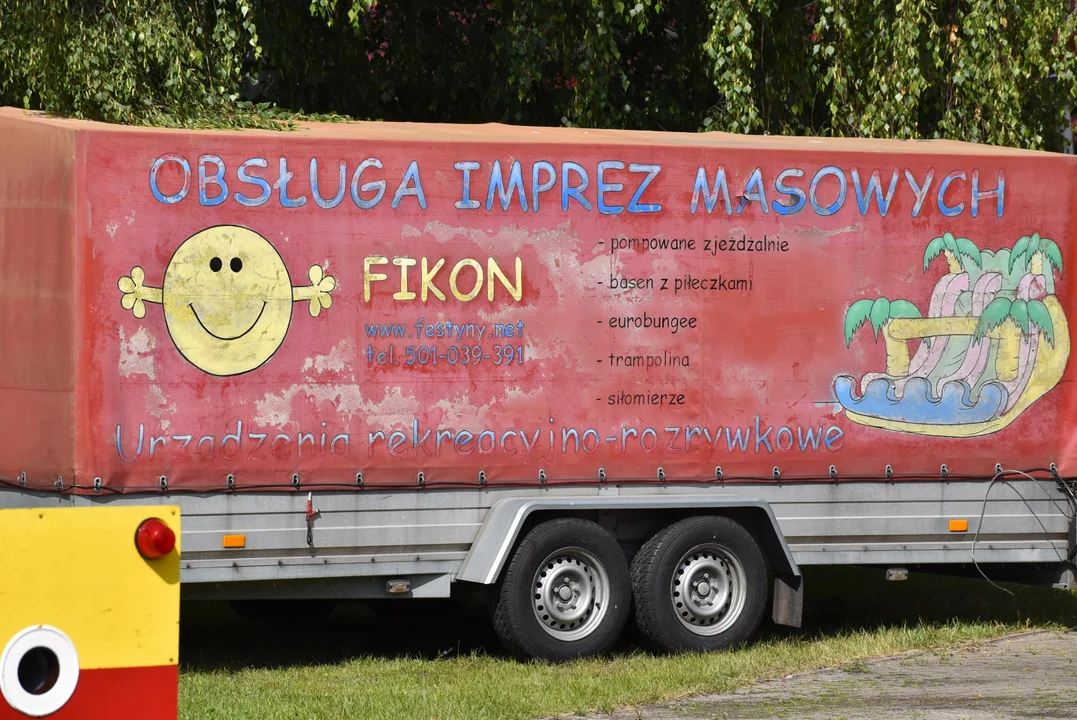 OBSŁUGA IMPREZ MASOWYCH
FIKON
www.festyny.net
tel. 501-039-391
- pompowane zjeżdżalnie
- basen z piłeczkami
- eurobungee
- trampolina
- siłomierze
Urządzenia rekreacyjno-rozrywkowe